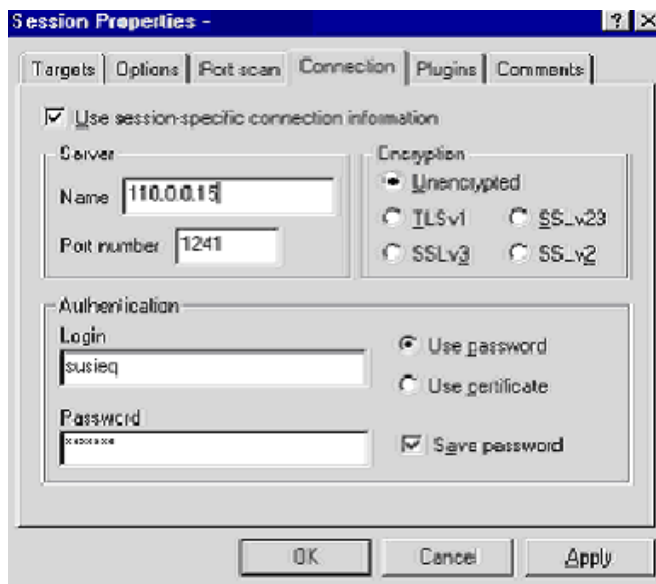 Session Properties -
? X
Targets Options Port scan Connection Plugins Comments
Use session-specific connection information
Server
Name 110.0.0.15
Port number 1241
Encryption
Unencrypted
TLSv1 SSLv23
SSLv3 SSLv2
Authentication
Login
susieq
Use password
Use certificate
Password
*******
Save password
OK Cancel Apply